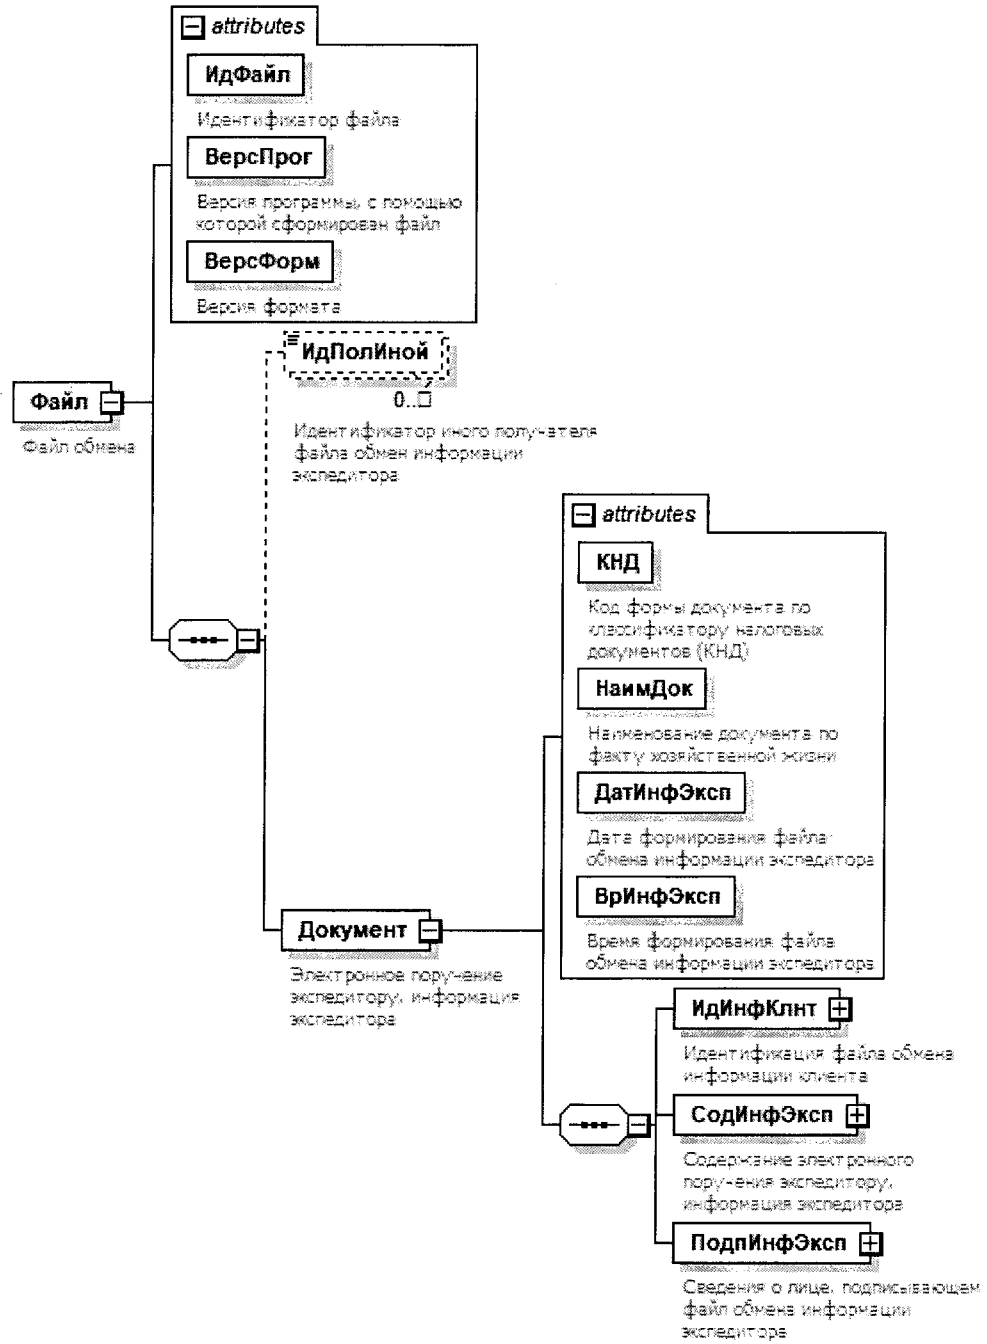 attributes
ИдФайл
Идентификатор файла
ВерсПрог
Версия программы, с помощью
которой сформирован файл
ВерсФорм
Версия формата
ИдПолИной
0..
Файл
Файл обмена
Идентификатор иного получателя
файла обмен информации
экспедитора
attributes
КНД
Код формы документа по
классификатору налоговых
документов (КНД)
НаимДок
Наименование документа по
факту хозяйственной жизни
ДатИнфЭксп
Дата формирования файла
обмена информации экспедитора
ВрИнфЭксп
Время формирования файла
обмена информации экспедитора
Документ
Электронное поручение
экспедитору, информация
экспедитора
ИдИнфКлнт
Идентификация файла обмена
информации клиента
СодИнфЭксп
Содержание электронного
поручения экспедитору,
информация экспедитора
ПодпИнфЭксп
Сведения о лице, подписывающем
файл обмена информации
экспедитора